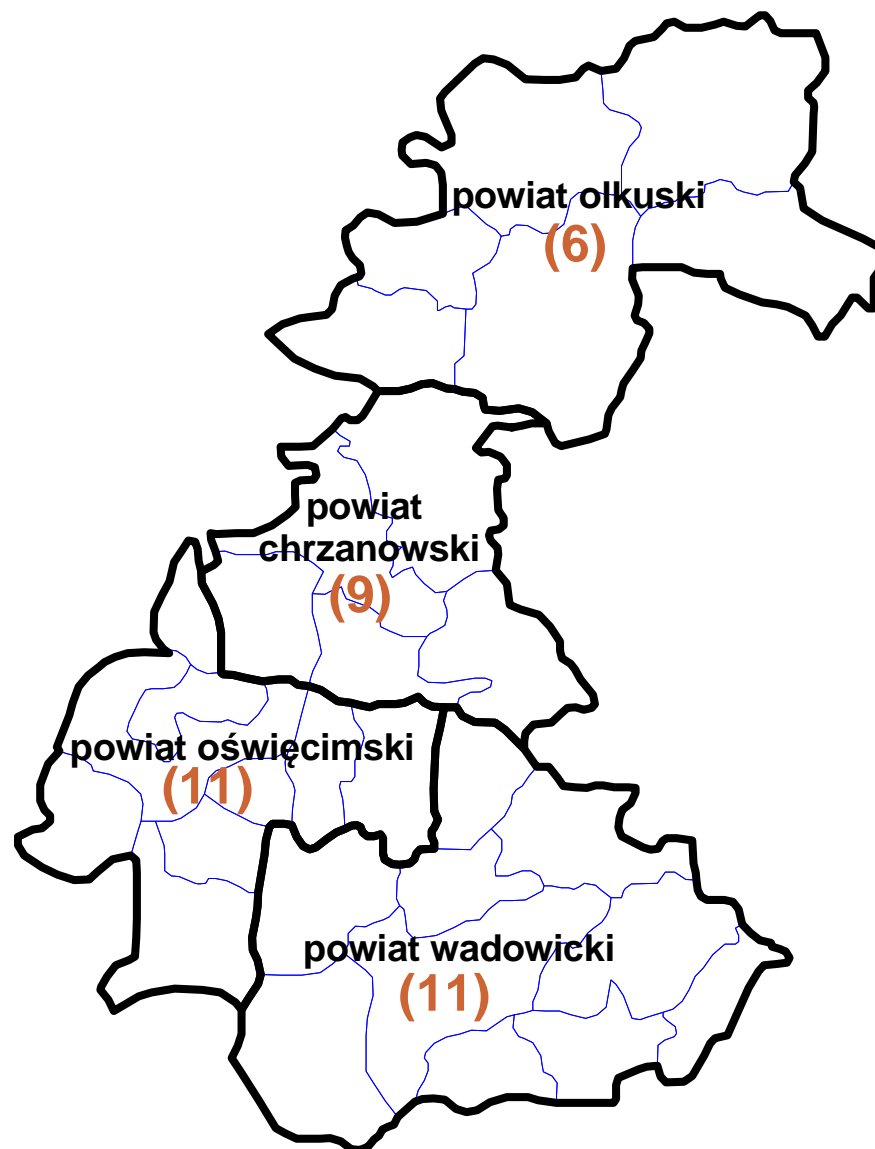 powiat olkuski
(6)
powiat
chrzanowski
(9)
powiat oświęcimski
(11)
powiat wadowicki
(11)